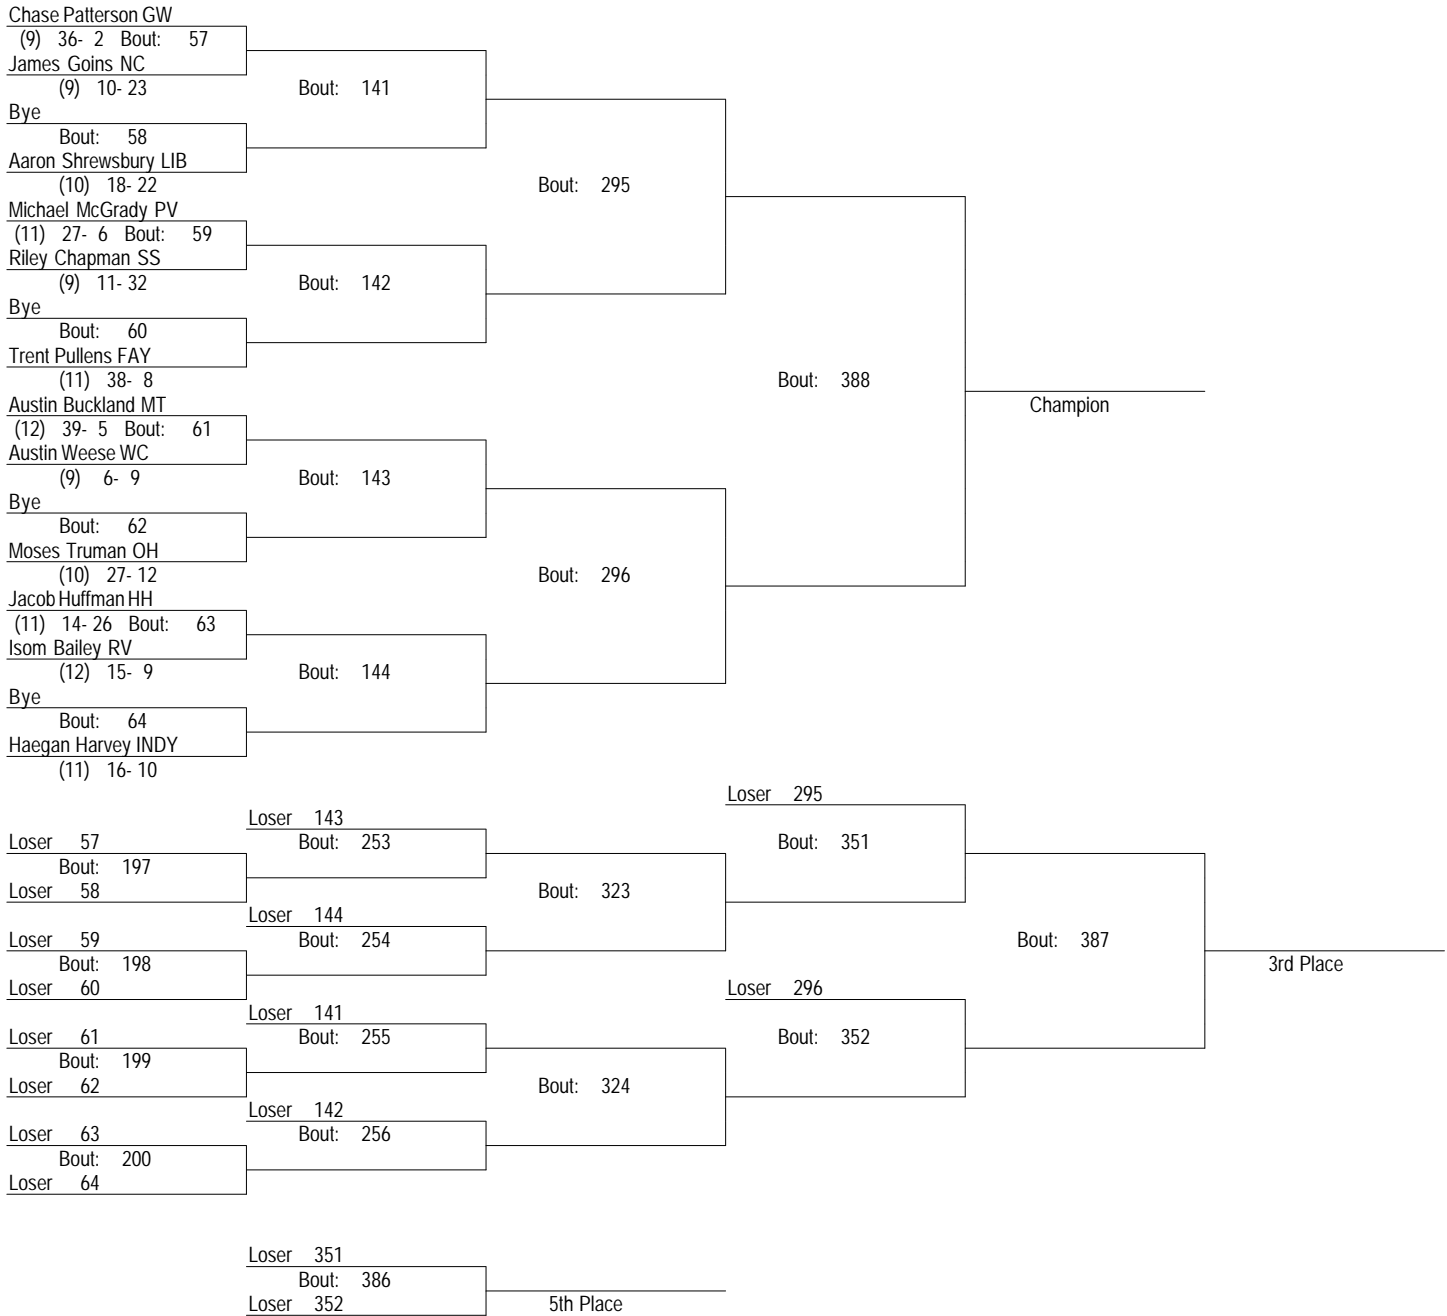 Chase Patterson GW
(9) 36- 2 Bout: 57
James Goins NC
(9) 10- 23
Bout: 141
Bye
Bout: 58
Aaron Shrewsbury LIB
(10) 18- 22
Bout: 295
Michael McGrady PV
(11) 27- 6 Bout: 59
Riley Chapman SS
(9) 11- 32
Bout: 142
Bye
Bout: 60
Trent Pullens FAY
(11) 38- 8
Bout: 388
Champion
Austin Buckland MT
(12) 39- 5 Bout: 61
Austin Weese WC
(9) 6- 9
Bout: 143
Bye
Bout: 62
Moses Truman OH
(10) 27- 12
Bout: 296
Jacob Huffman HH
(11) 14- 26 Bout: 63
Isom Bailey RV
(12) 15- 9
Bout: 144
Bye
Bout: 64
Haegan Harvey INDY
(11) 16- 10
Loser 295
Loser 143
Loser 57
Bout: 253
Bout: 351
Bout: 197
Loser 58
Bout: 323
Loser 144
Loser 59
Bout: 254
Bout: 387
Bout: 198
3rd Place
Loser 60
Loser 296
Loser 141
Loser 61
Bout: 255
Bout: 352
Bout: 199
Loser 62
Bout: 324
Loser 142
Loser 63
Bout: 256
Bout: 200
Loser 64
Loser 351
Bout: 386
Loser 352
5th Place